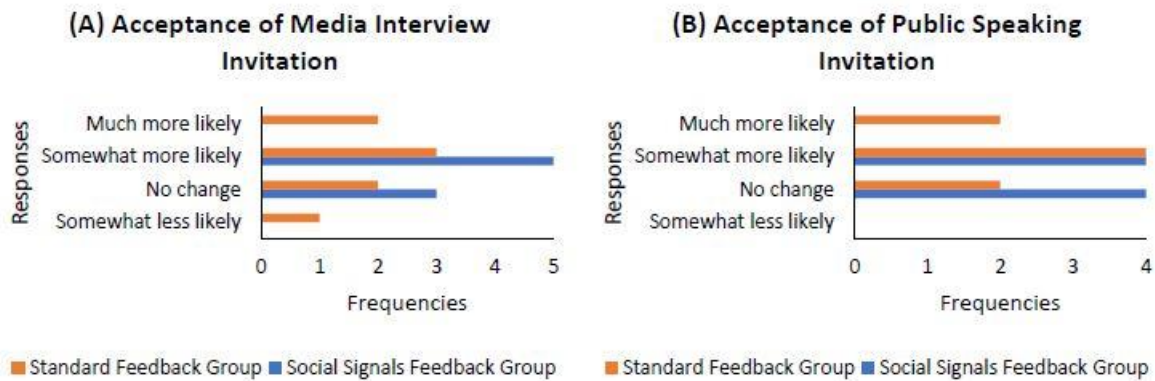 (A) Acceptance of Media Interview
Invitation
Responses
Much more likely
Somewhat more likely
No change
Somewhat less likely
0 1 2 3 4 5
Frequencies
Standard Feedback Group Social Signals Feedback Group
(B) Acceptance of Public Speaking
Invitation
Responses
Much more likely
Somewhat more likely
No change
Somewhat less likely
0 1 2 3 4
Frequencies
Standard Feedback Group Social Signals Feedback Group